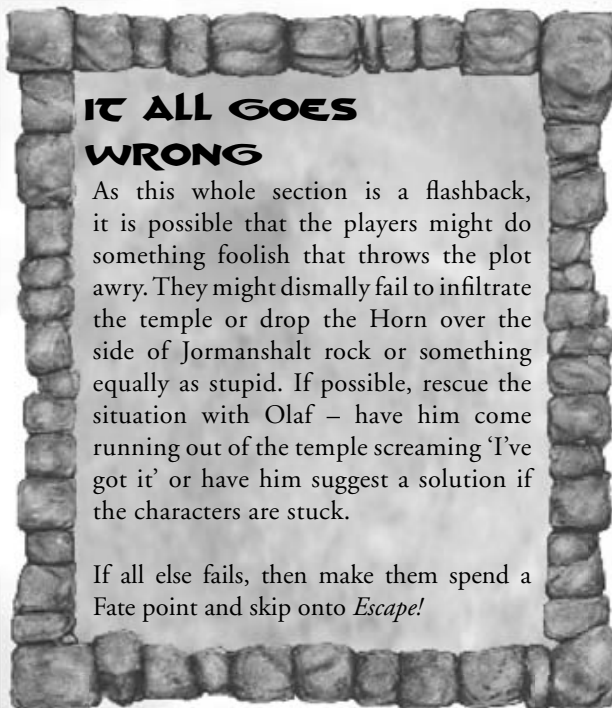 IT ALL GOES
WRONG
As this whole section is a flashback,
it is possible that the players might do
something foolish that throws the plot
awry. They might dismally fail to infiltrate
the temple or drop the Horn over the
side of Jormanshalt rock or something
equally as stupid. If possible, rescue the
situation with Olaf – have him come
running out of the temple screaming ‘I’ve
got it’ or have him suggest a solution if
the characters are stuck.
If all else fails, then make them spend a
Fate point and skip onto Escape!